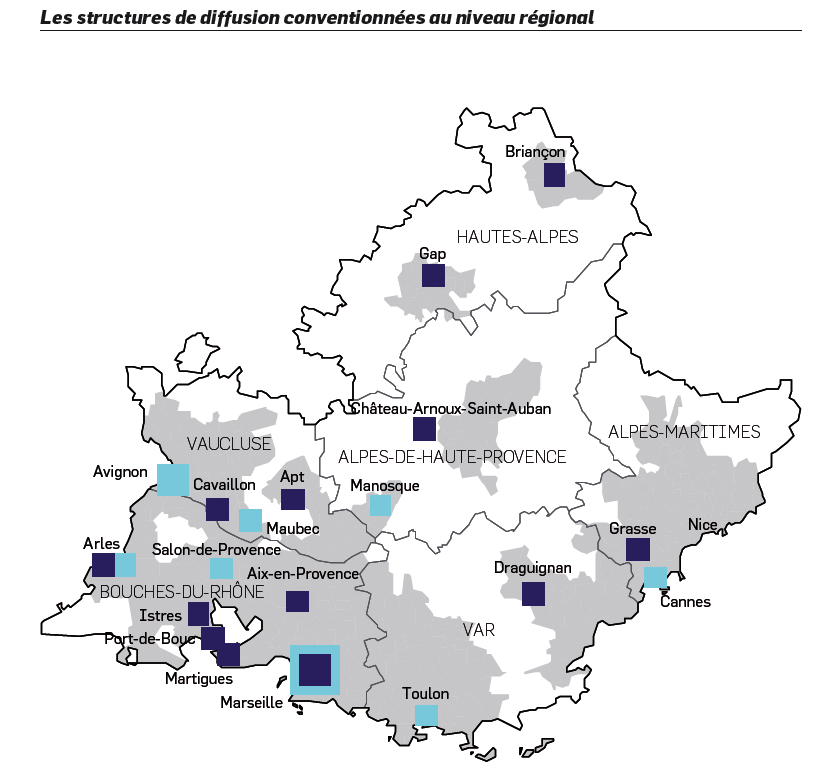 Les structures de diffusion conventionnées au niveau régional
Briançon
HAUTES-ALPES
Gap
Château-Arnoux-Saint-Auban
ALPES-MARITIMES
VAUCLUSE
ALPES-DE-HAUTE-PROVENCE
Avignon
Cavaillon
Apt
Manosque
Maubec
Nice
Grasse
Arles
Salon-de-Provence
Aix-en-Provence
Draguignan
BOUCHES-DU-RHÔNE
Cannes
Istres
VAR
Port-de-Bouc
Martigues
Toulon
Marseille